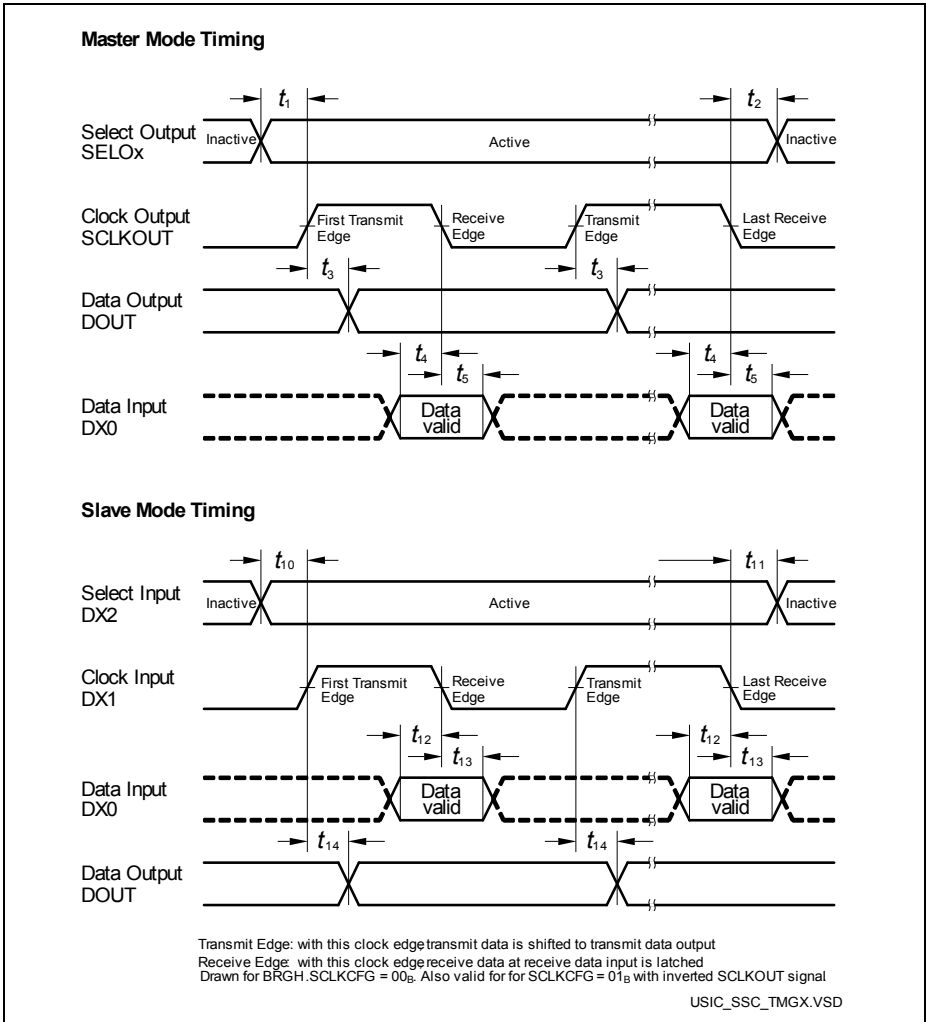 Master Mode Timing
t1
t2
Select Output
SELOx
Inactive
Active
Inactive
Clock Output
SCLKOUT
First Transmit
Edge
Receive
Edge
Transmit
Edge
Last Receive
Edge
t3
t3
Data Output
DOUT
t4
t5
t4
t5
Data Input
DX0
Data
valid
Data
valid
Slave Mode Timing
t10
t11
Select Input
DX2
Inactive
Active
Inactive
Clock Input
DX1
First Transmit
Edge
Receive
Edge
Transmit
Edge
Last Receive
Edge
t12
t13
t12
t13
Data Input
DX0
Data
valid
Data
valid
t14
t14
Data Output
DOUT
Transmit Edge: with this clock edge, transmit data is shifted to transmit data output
Receive Edge: with this clock edge, receive data at receive data input is latched
Drawn for BRGH.SCLKCFG = 00B. Also valid for for SCLKCFG = 01B with inverted SCLKOUT signal.
USIC_SSC_TMGX.VSD